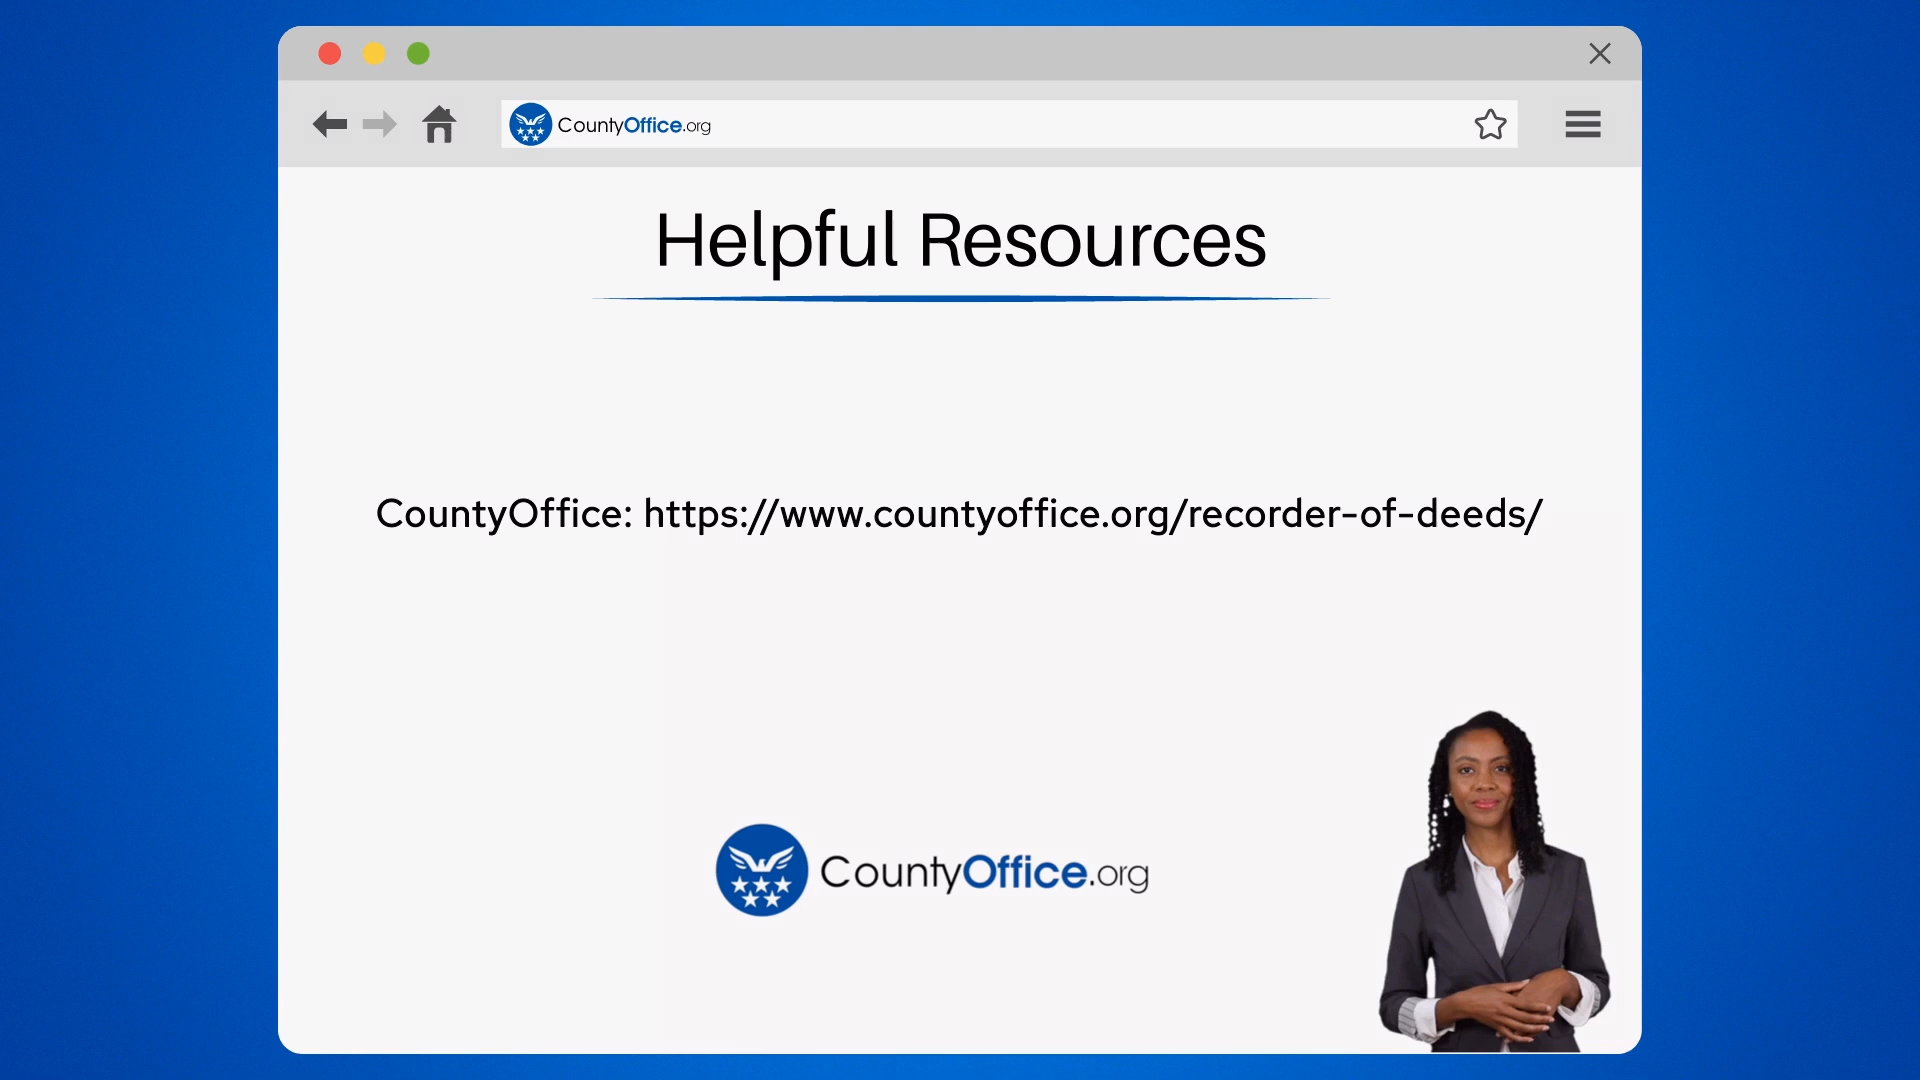 CountyOffice.org
Helpful Resources
CountyOffice: https://www.countyoffice.org/recorder-of-deeds/
CountyOffice.org